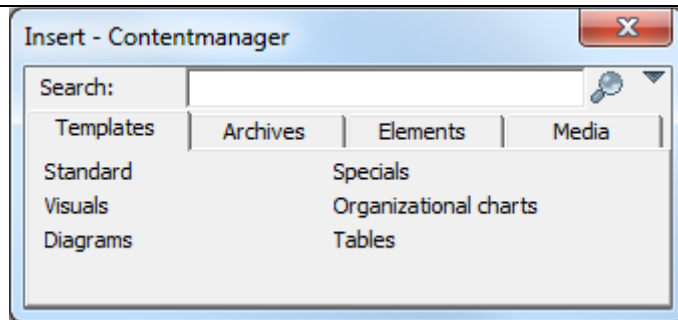 Insert - Contentmanager
Search:
Templates Archives Elements Media
Standard Specials
Visuals Organizational charts
Diagrams Tables